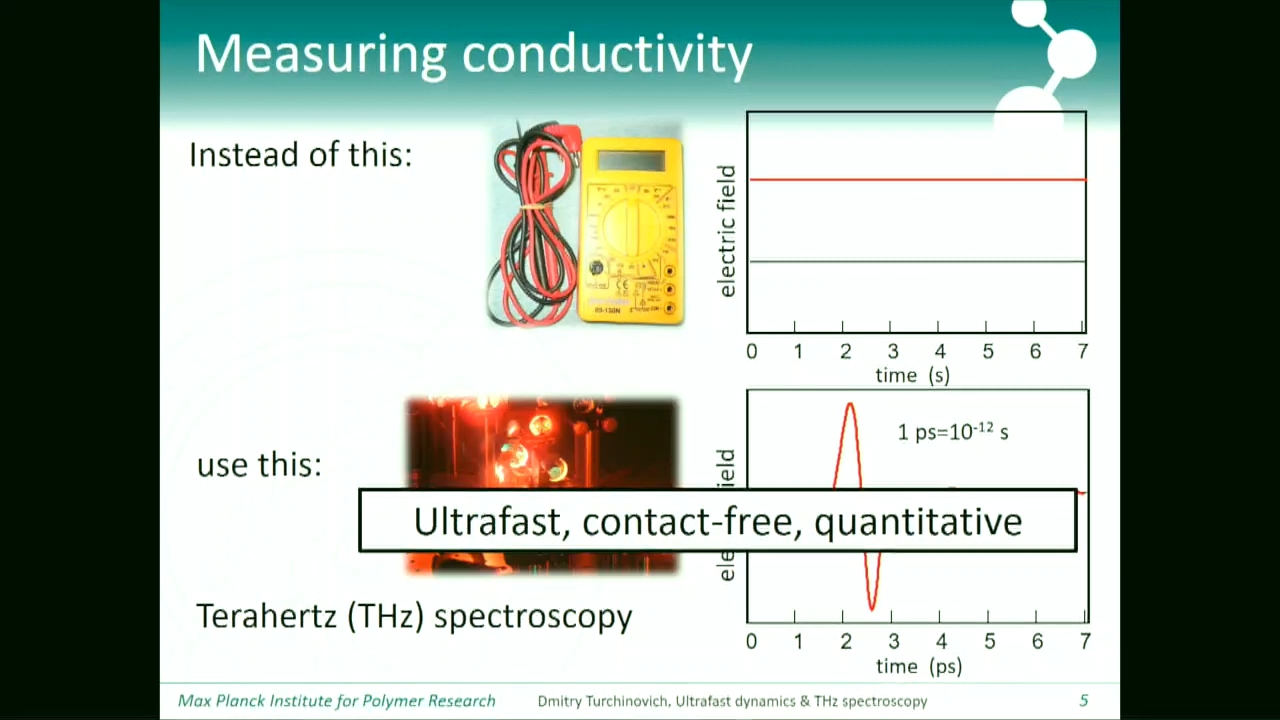 Measuring conductivity
Instead of this:
electric field
0 1 2 3 4 5 6 7
time (s)
use this:
1 ps=10⁻¹² s
Ultrafast, contact-free, quantitative
Terahertz (THz) spectroscopy
0 1 2 3 4 5 6 7
time (ps)
Max Planck Institute for Polymer Research
Dmitry Turchinovich, Ultrafast dynamics & THz spectroscopy
5